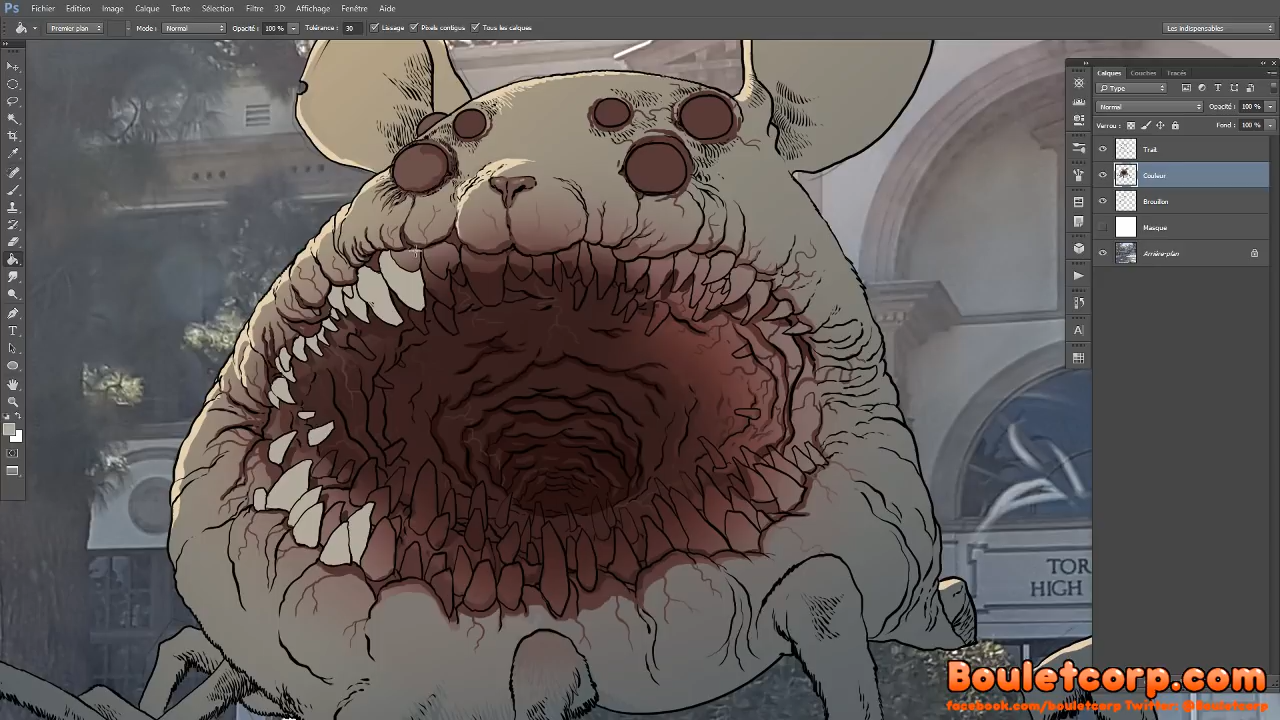 Ps Fichier Edition Image Calque Texte Sélection Filtre 3D Affichage Fenêtre Aide
Premier plan Mode : Normal Opacité : 100 % Tolérance : 30 Lissage Pixels contigus Tous les calques Les indispensables
Calques Couches Tracés
Type
Normal Opacité : 100 %
Verrou : Fond : 100 %
Trait
Couleur
Brouillon
Masque
Arrière-plan
TOR
HIGH
Bouletcorp.com
facebook.com/bouletcorp Twitter: @Bouletcorp